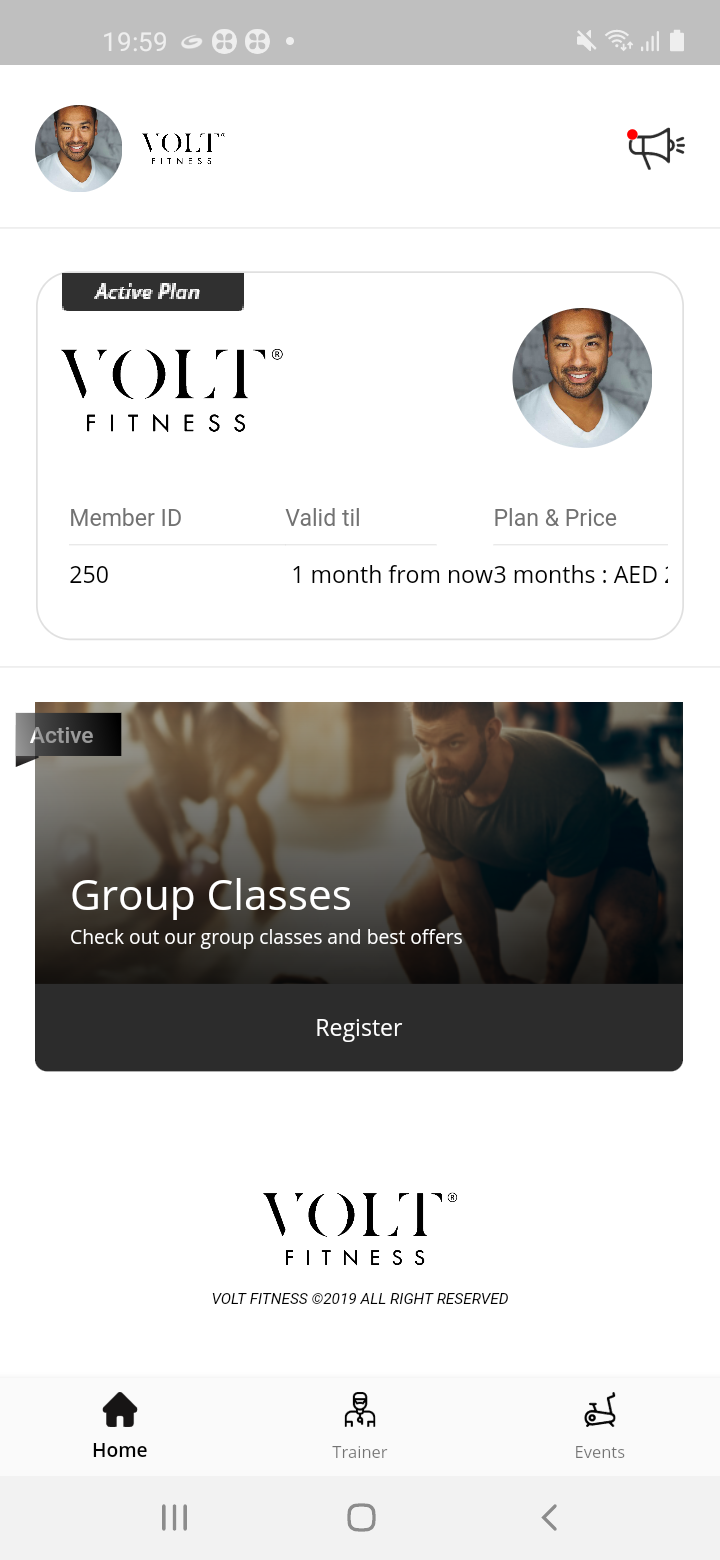 19:59
VOLT®
FITNESS
Active Plan
VOLT®
FITNESS
Member ID Valid til Plan & Price
250 1 month from now 3 months : AED
Active
Group Classes
Check out our group classes and best offers
Register
VOLT®
FITNESS
VOLT FITNESS ©2019 ALL RIGHT RESERVED
Home Trainer Events